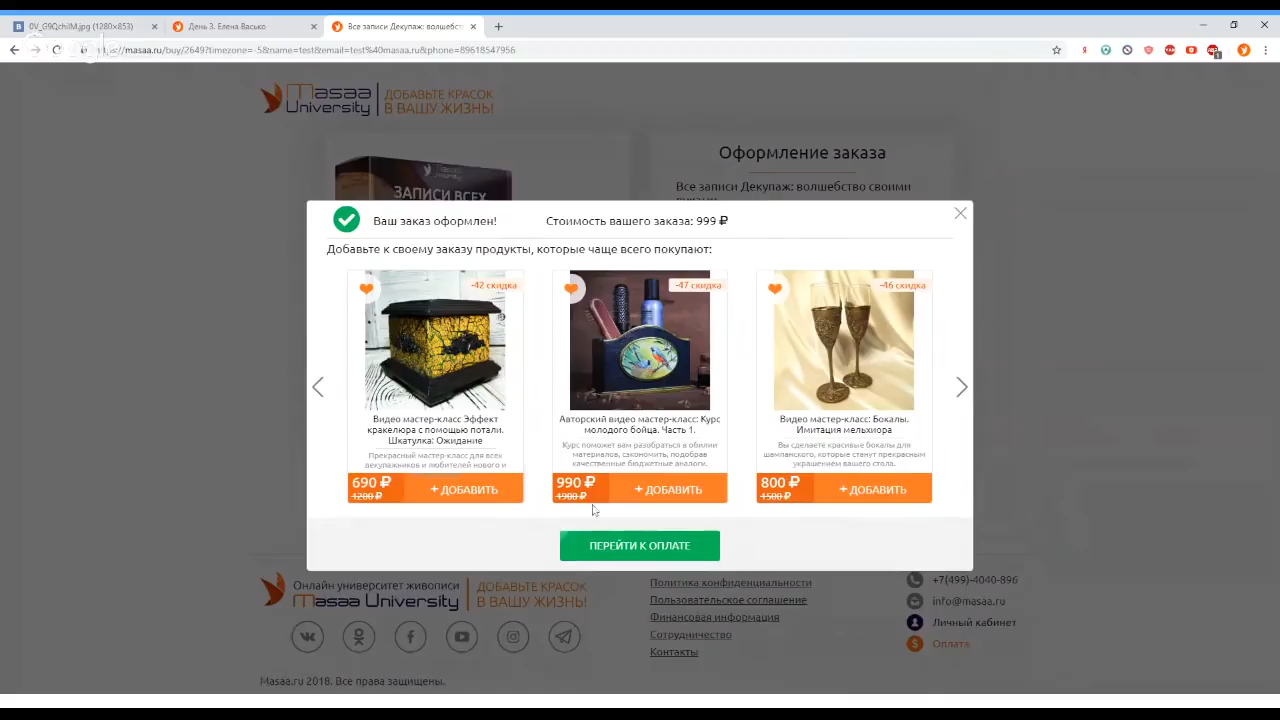 0V_G9QchilM.jpg (1280×853)
День 3. Елена Васько
Все записи Декупаж: волшебст
masaa.ru/buy/2649?timezone=-5&name=test&email=test%40masaa.ru&phone=89618547956
Masaa University
ДОБАВЬТЕ КРАСОК
В ВАШУ ЖИЗНЬ!
Masaa University
ЗАПИСИ ВСЕХ
Оформление заказа
Все записи Декупаж: волшебство своими
Ваш заказ оформлен!
Стоимость вашего заказа: 999 ₽
Добавьте к своему заказу продукты, которые чаще всего покупают:
-42 скидка
-47 скидка
-46 скидка
Видео мастер-класс Эффект
кракелюра с помощью потали.
Шкатулка: Ожидание
Прекрасный мастер-класс для всех
декупажников и любителей нового и
690 ₽
1200 ₽
+ ДОБАВИТЬ
Авторский видео мастер-класс: Курс
молодого бойца. Часть 1.
Курс поможет вам разобраться в обилии
материалов, сэкономить, подобрав
качественные бюджетные аналоги.
990 ₽
1900 ₽
+ ДОБАВИТЬ
Видео мастер-класс: Бокалы.
Имитация мельхиора
Вы сделаете красивые бокалы для
шампанского, которые станут прекрасным
украшением вашего стола.
800 ₽
1500 ₽
+ ДОБАВИТЬ
ПЕРЕЙТИ К ОПЛАТЕ
Онлайн университет живописи
Masaa University
ДОБАВЬТЕ КРАСОК
В ВАШУ ЖИЗНЬ!
Политика конфиденциальности
Пользовательское соглашение
Финансовая информация
Сотрудничество
Контакты
+7(499)-4040-896
info@masaa.ru
Личный кабинет
Оплата
Masaa.ru 2018. Все права защищены.